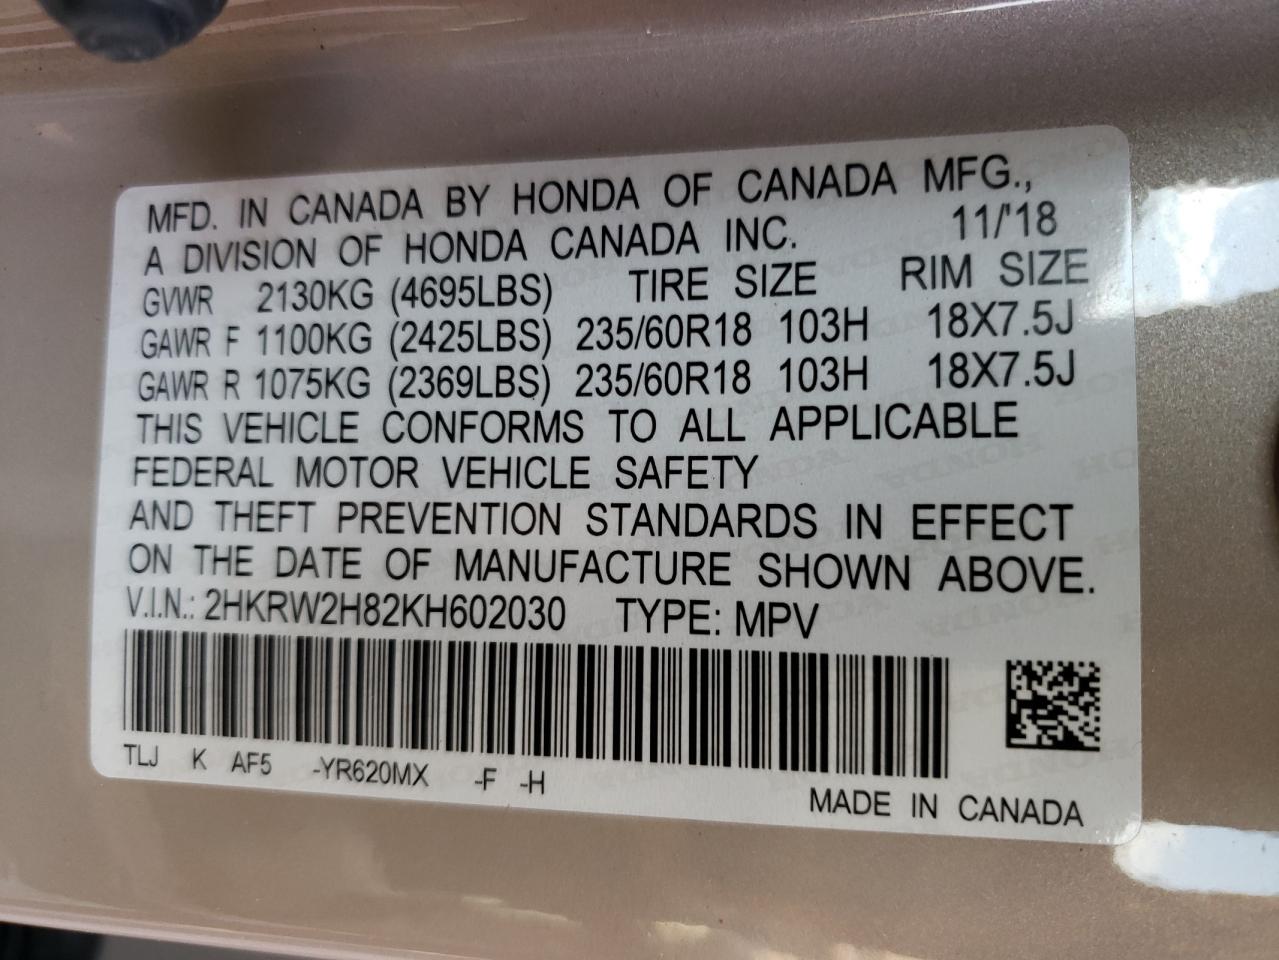 MFD. IN CANADA BY HONDA OF CANADA MFG.,
A DIVISION OF HONDA CANADA INC. 11/'18
GVWR 2130KG (4695LBS) TIRE SIZE RIM SIZE
GAWR F 1100KG (2425LBS) 235/60R18 103H 18X7.5J
GAWR R 1075KG (2369LBS) 235/60R18 103H 18X7.5J
THIS VEHICLE CONFORMS TO ALL APPLICABLE
FEDERAL MOTOR VEHICLE SAFETY
AND THEFT PREVENTION STANDARDS IN EFFECT
ON THE DATE OF MANUFACTURE SHOWN ABOVE.
V.I.N.: 2HKRW2H82KH602030 TYPE: MPV
TLJ K AF5 -YR620MX -F -H
MADE IN CANADA